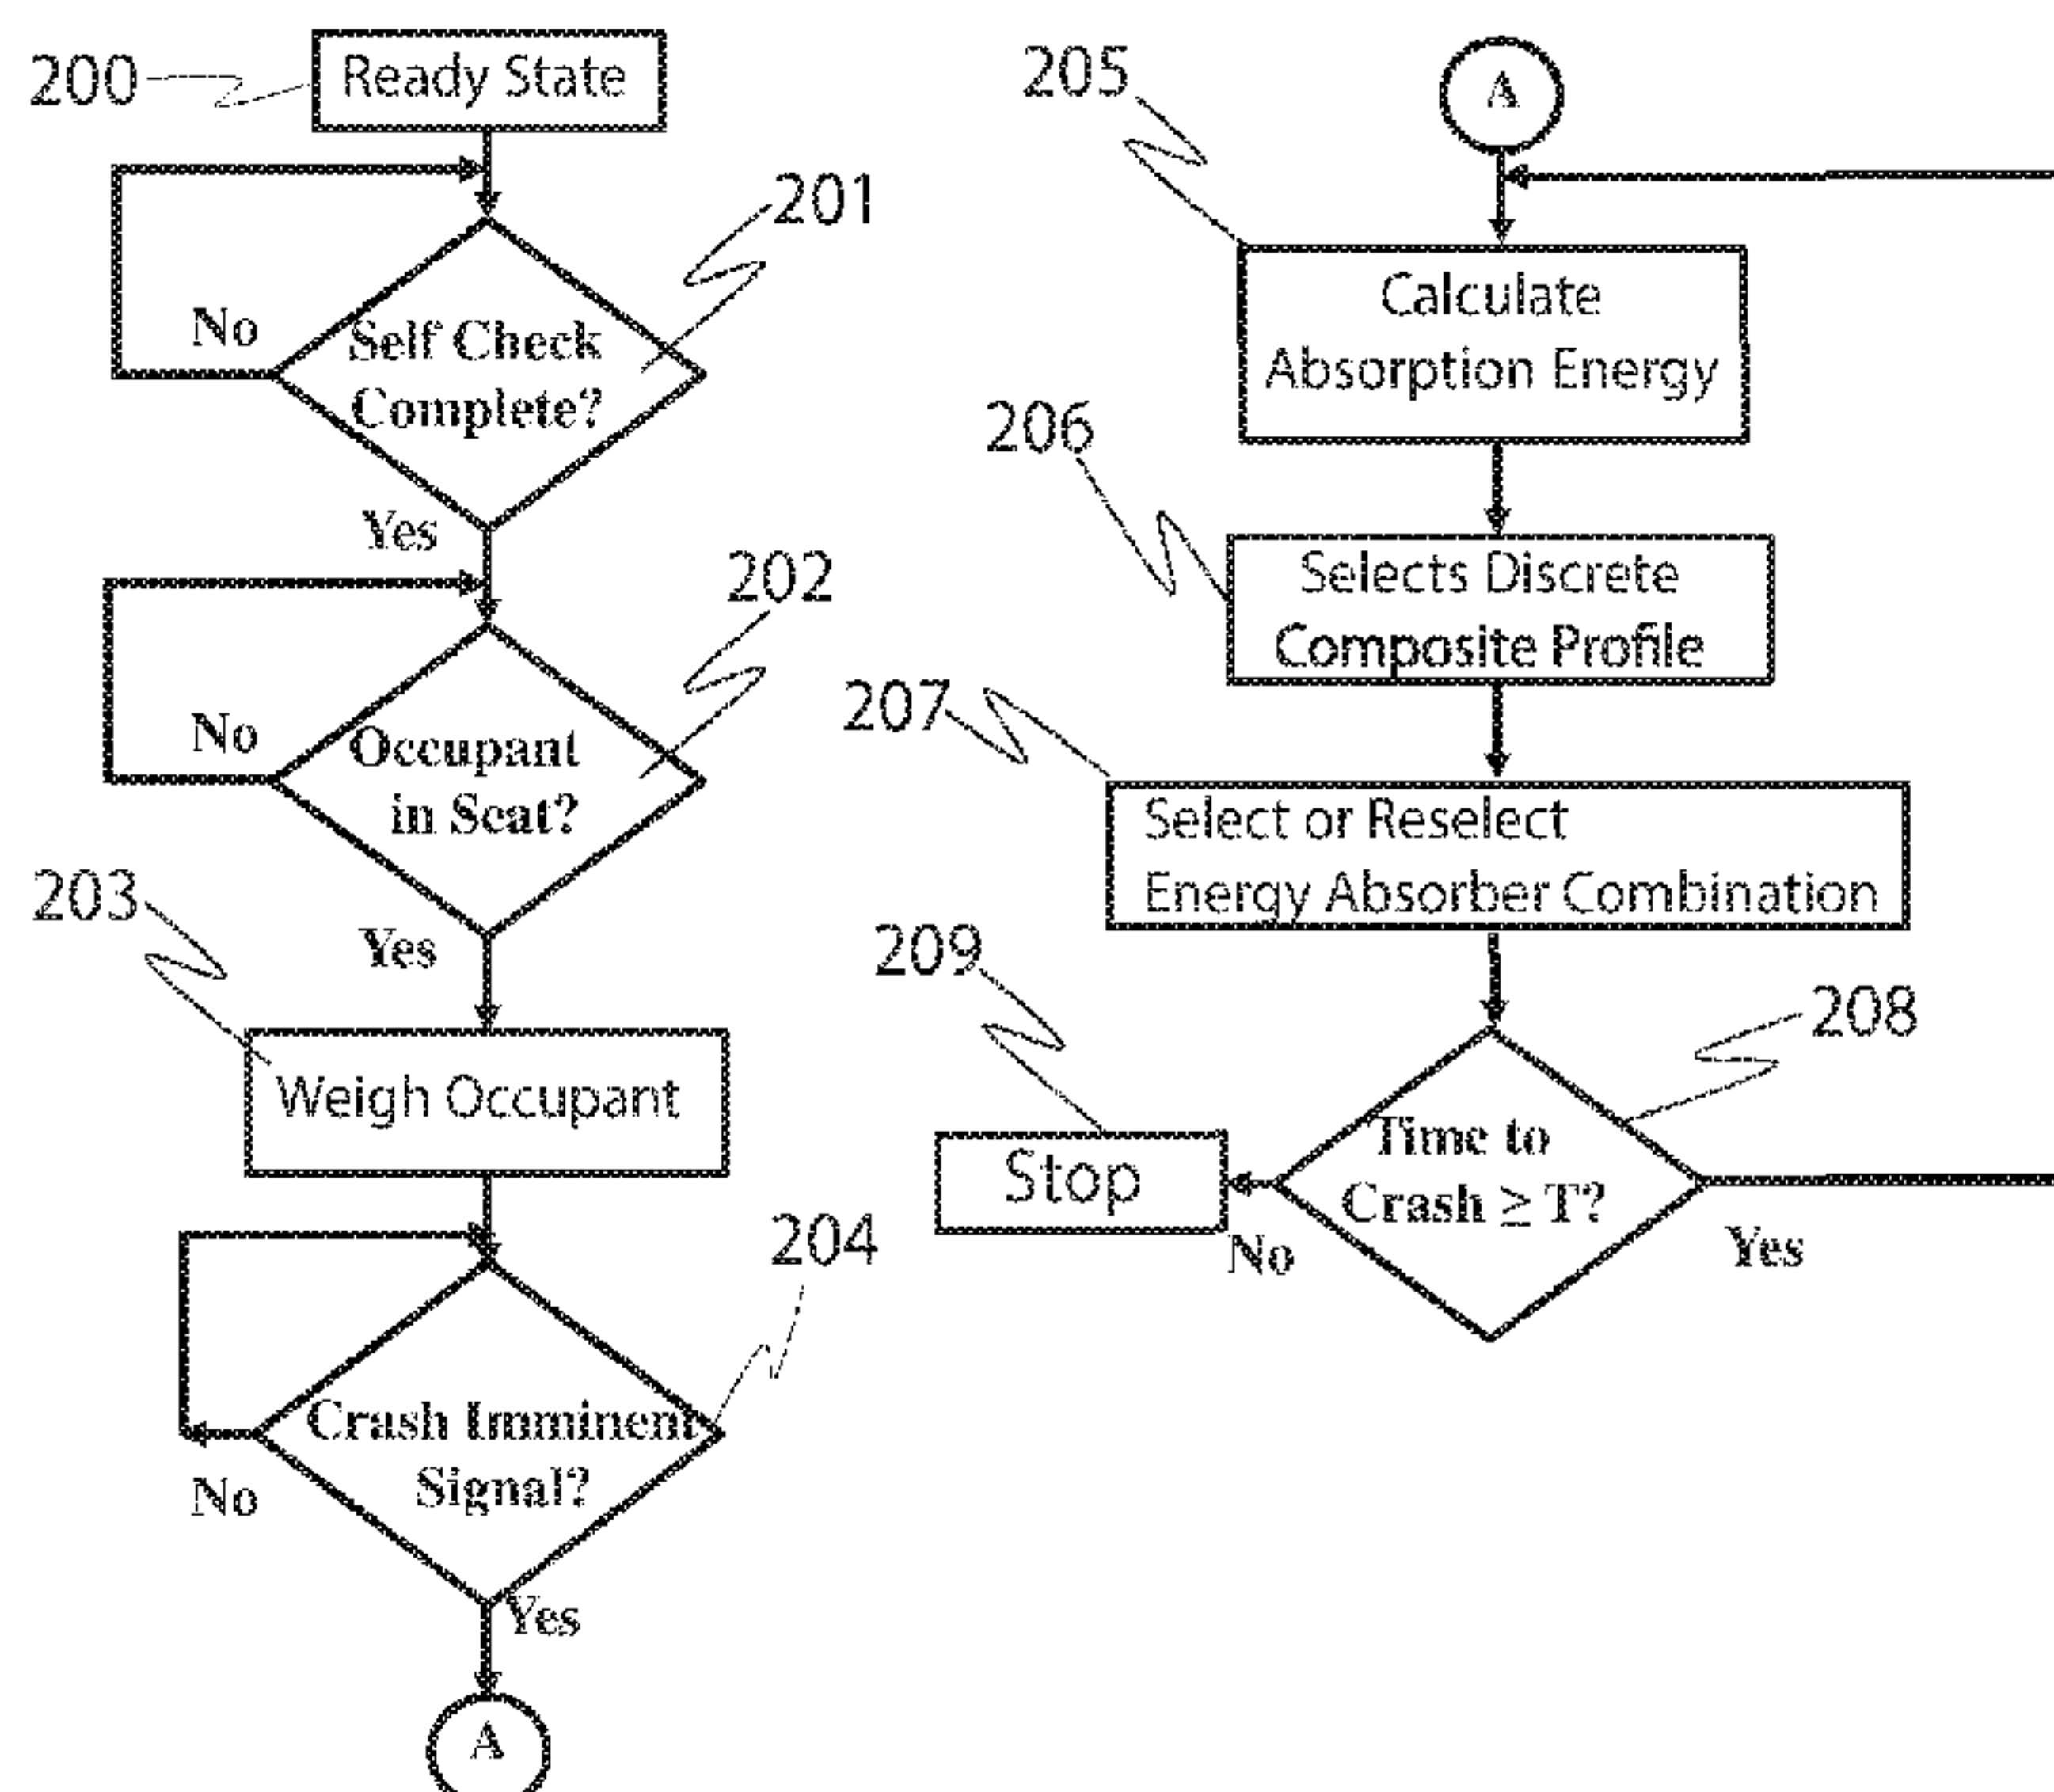 200
Ready State
201
No
Self Check
Complete?
Yes
202
No
Occupant
in Seat?
Yes
203
Weigh Occupant
204
Crash Imminent
Signal?
No
Yes
A
A
205
Calculate
Absorption Energy
206
Selects Discrete
Composite Profile
207
Select or Reselect
Energy Absorber Combination
209
208
Time to
Crash ≥ T?
Stop
No
Yes